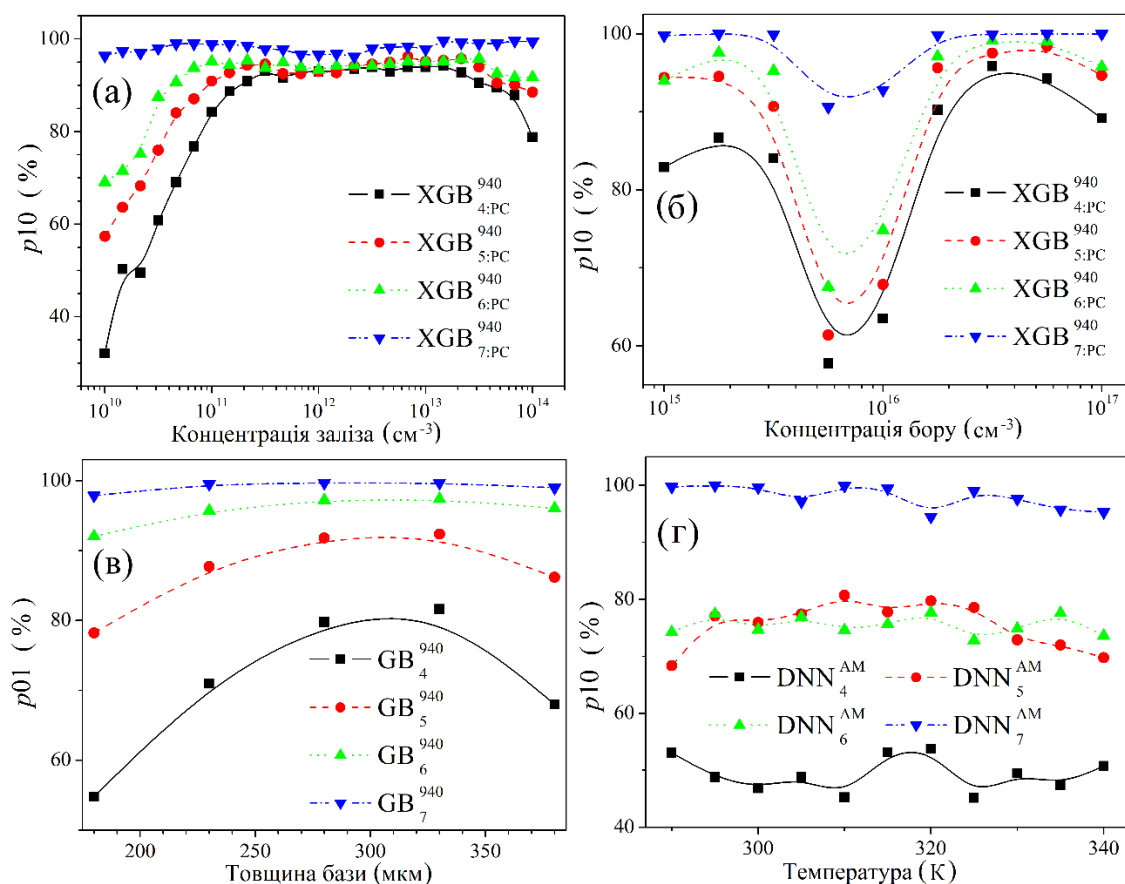 100
80
60
40
p10 (%)
(а)
XGB 940 4:PC
XGB 940 5:PC
XGB 940 6:PC
XGB 940 7:PC
10^10 10^11 10^12 10^13 10^14
Концентрація заліза (см^-3)
100
80
60
p10 (%)
(б)
XGB 940 4:PC
XGB 940 5:PC
XGB 940 6:PC
XGB 940 7:PC
10^15 10^16 10^17
Концентрація бору (см^-3)
100
80
60
p01 (%)
(в)
GB 940 4
GB 940 5
GB 940 6
GB 940 7
200 250 300 350
Товщина бази (мкм)
100
80
60
40
p10 (%)
(г)
DNN AM 4 DNN AM 5
DNN AM 6 DNN AM 7
300 320 340
Температура (К)